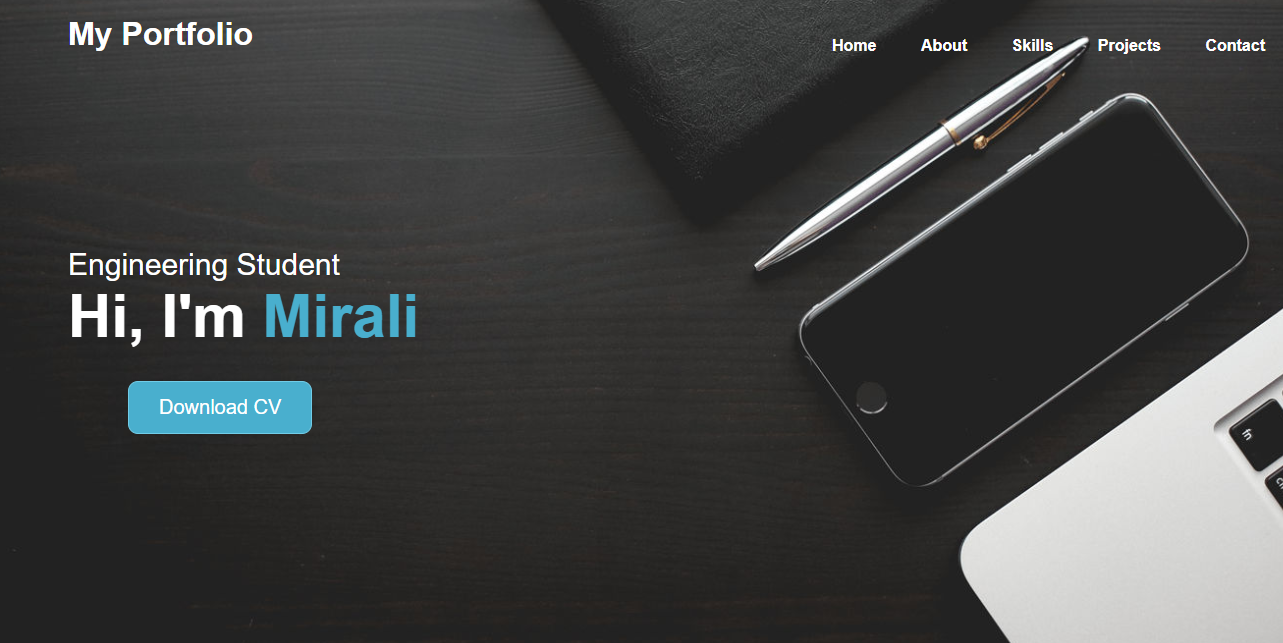 My Portfolio
Home About Skills Projects Contact
Engineering Student
Hi, I'm Mirali
Download CV
fn